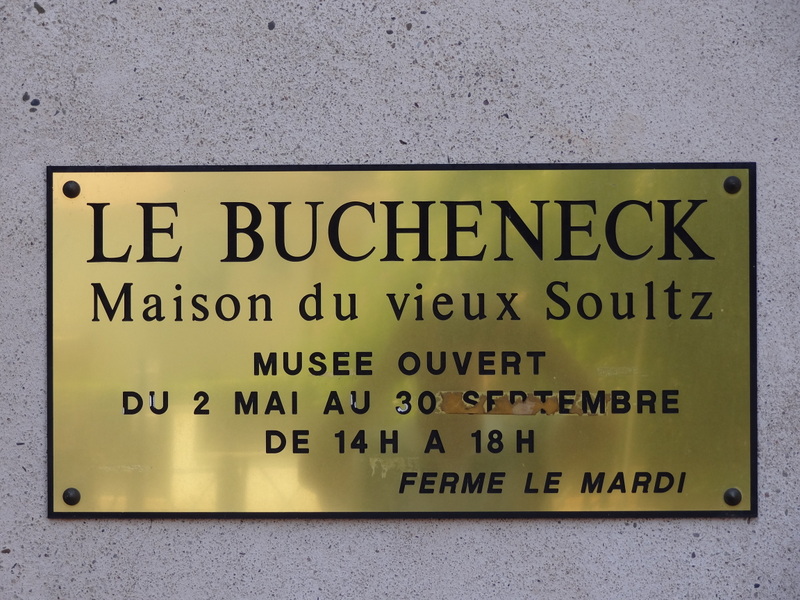 LE BUCHENECK
Maison du vieux Soultz
MUSEE OUVERT
DU 2 MAI AU 30 SEPTEMBRE
DE 14H A 18H
FERME LE MARDI